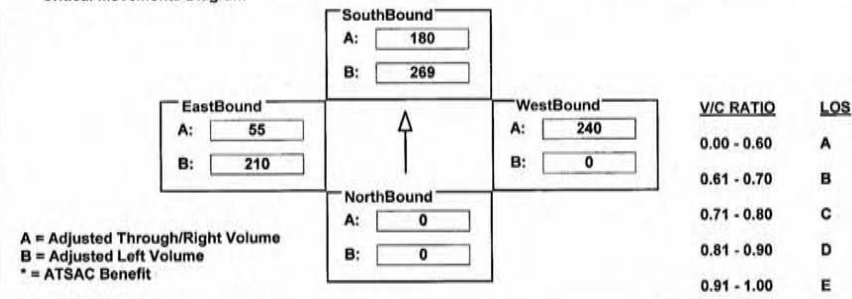 SouthBound
A: 180
B: 269
EastBound
A: 55
B: 210
WestBound
A: 240
B: 0
NorthBound
A: 0
B: 0
A = Adjusted Through/Right Volume
B = Adjusted Left Volume
* = ATSAC Benefit
V/C RATIO LOS
0.00 - 0.60 A
0.61 - 0.70 B
0.71 - 0.80 C
0.81 - 0.90 D
0.91 - 1.00 E